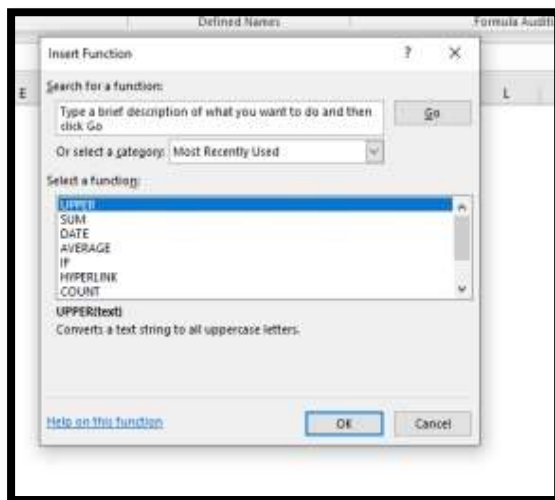 Defined Names
Formula Auditi
Insert Function
? ×
E
L
Search for a function:
Type a brief description of what you want to do and then
click Go
Go
Or select a category: Most Recently Used
Select a function:
UPPER
SUM
DATE
AVERAGE
IF
HYPERLINK
COUNT
UPPER(text)
Converts a text string to all uppercase letters.
Help on this function
OK
Cancel